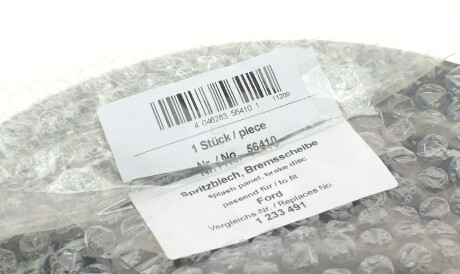 4 046283 56410 1
11209
1 Stück / piece
Nr. / No. 56410
Spritzblech, Bremsscheibe
splash panel, brake disc
passend für / to fit
Ford
Vergleichs-Nr. / Replaces No.
1 233 491